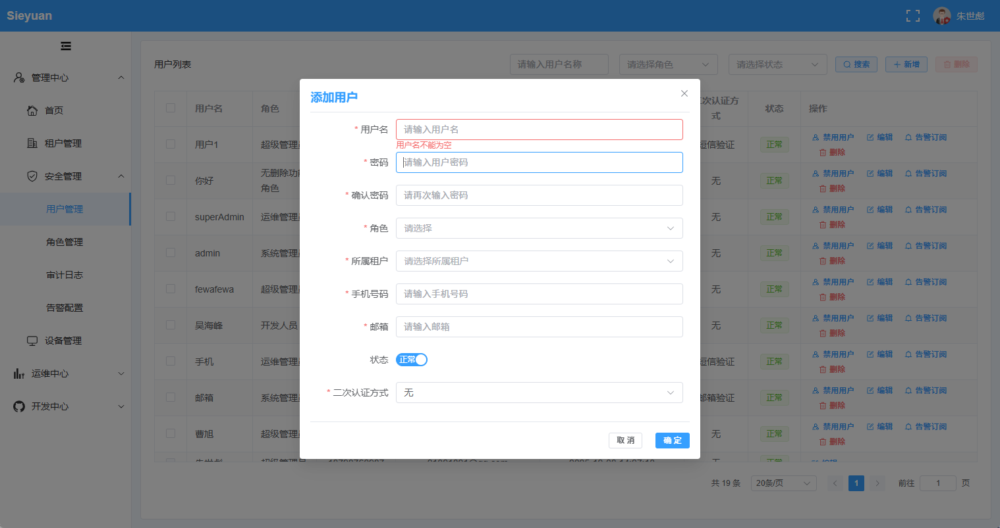 Sieyuan
朱世彪
管理中心
首页
租户管理
安全管理
用户管理
角色管理
审计日志
告警配置
设备管理
运维中心
开发中心
用户列表
请输入用户名称
请选择角色
请选择状态
搜索
新增
删除
用户名 角色 二次认证方式 状态 操作
用户1 超级管理员 短信验证 正常 禁用用户 编辑 告警订阅 删除
你好 无删除功能角色 无 正常 禁用用户 编辑 告警订阅 删除
superAdmin 运维管理员 无 正常 禁用用户 编辑 告警订阅 删除
admin 系统管理员 无 正常 禁用用户 编辑 告警订阅 删除
fewafewa 超级管理员 无 正常 禁用用户 编辑 告警订阅 删除
吴海峰 开发人员 无 正常 禁用用户 编辑 告警订阅 删除
手机 运维管理员 短信验证 正常 禁用用户 编辑 告警订阅 删除
邮箱 系统管理员 邮箱验证 正常 禁用用户 编辑 告警订阅 删除
曹旭 超级管理员 无 正常 禁用用户 编辑 告警订阅 删除
添加用户
* 用户名 请输入用户名
用户名不能为空
* 密码 请输入用户密码
* 确认密码 请再次输入密码
* 角色 请选择
* 所属租户 请选择所属租户
* 手机号码 请输入手机号码
* 邮箱 请输入邮箱
状态 正常
* 二次认证方式 无
取 消
确 定
共 19 条
20条/页
1
前往 1 页